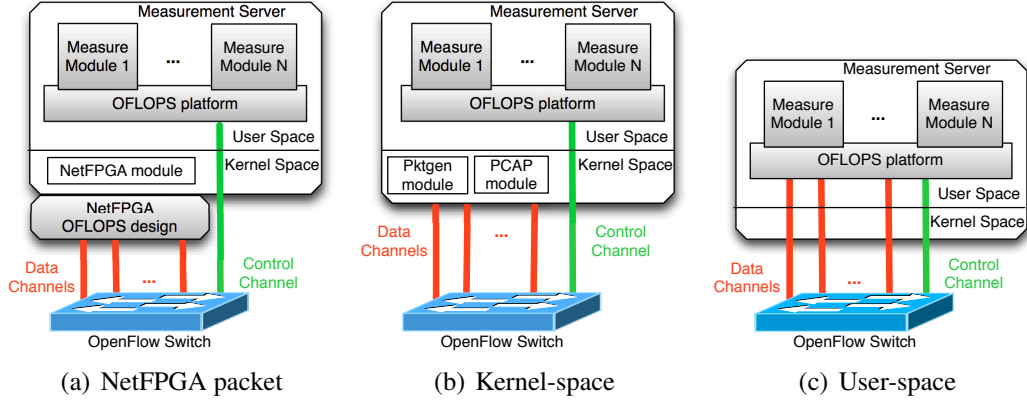 Measurement Server
Measure
Module 1
...
Measure
Module N
OFLOPS platform
User Space
Kernel Space
NetFPGA module
NetFPGA
OFLOPS design
Data
Channels
...
Control
Channel
OpenFlow Switch
(a) NetFPGA packet
Measurement Server
Measure
Module 1
...
Measure
Module N
OFLOPS platform
User Space
Kernel Space
Pktgen
module
PCAP
module
Data
Channels
...
Control
Channel
OpenFlow Switch
(b) Kernel-space
Measurement Server
Measure
Module 1
...
Measure
Module N
OFLOPS platform
User Space
Kernel Space
Data
Channels
...
Control
Channel
OpenFlow Switch
(c) User-space